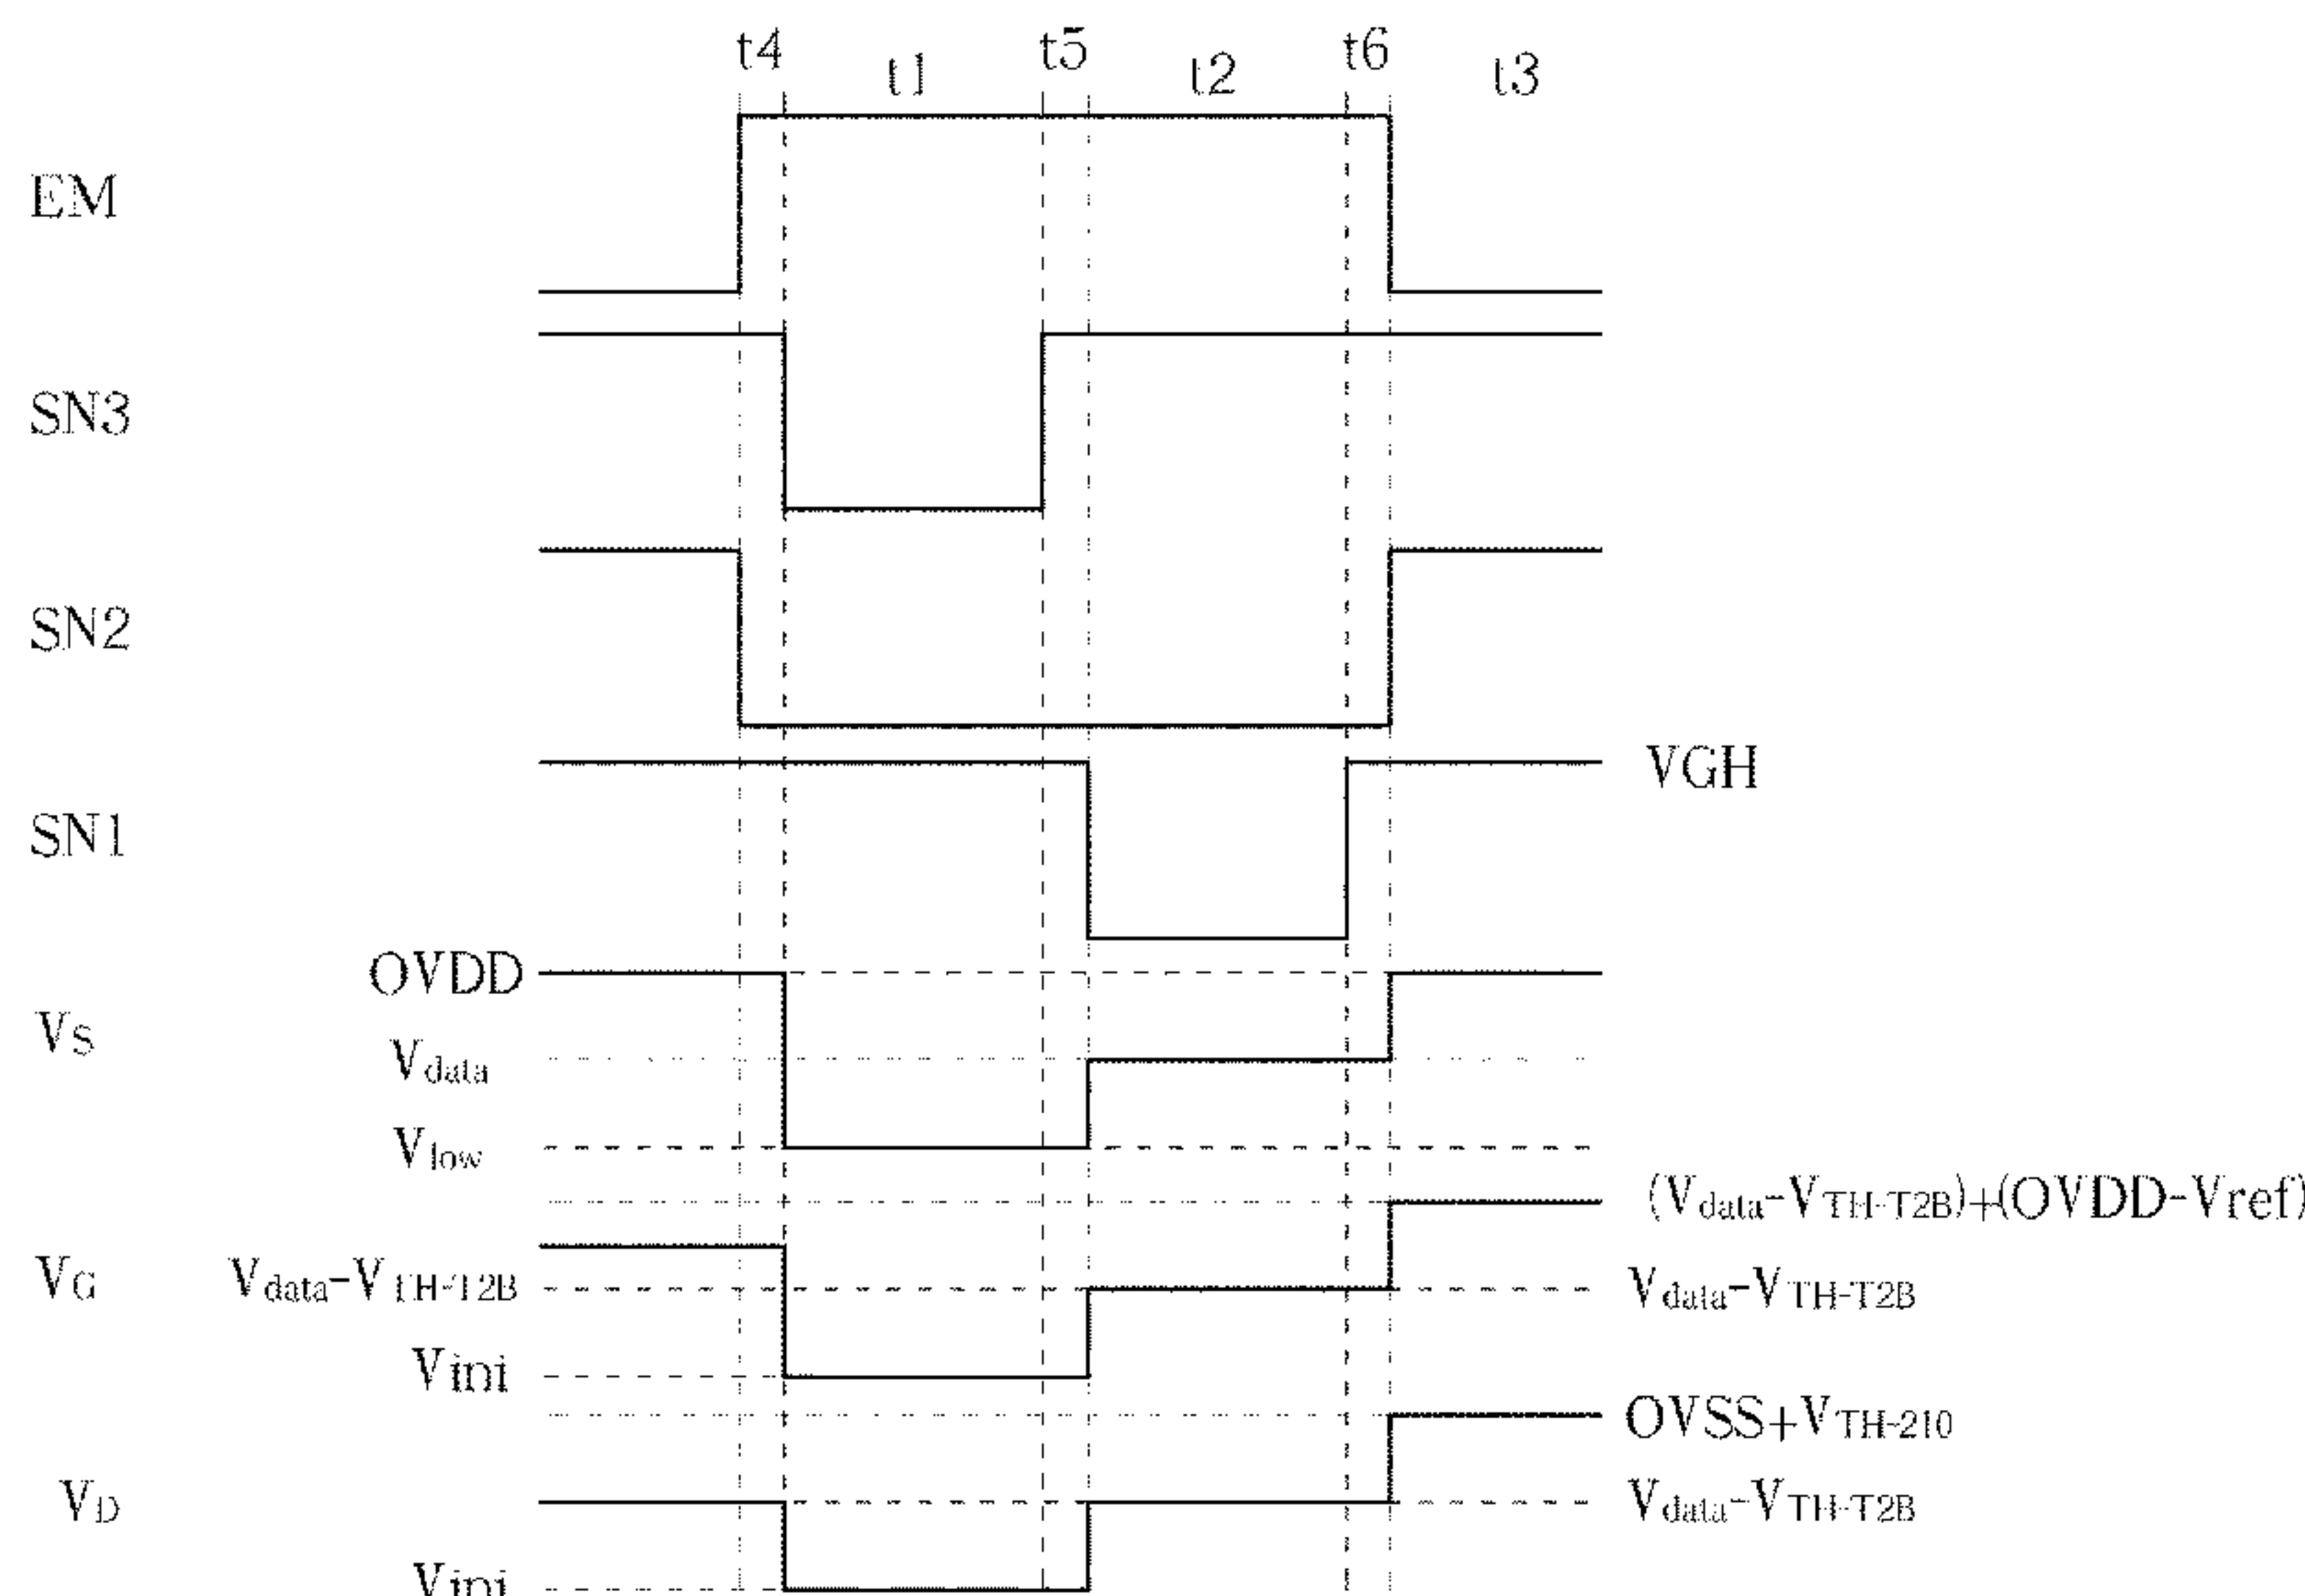 t4 t1 t5 t2 t6 t3
EM
SN3
SN2
VGH
SN1
OVDD
Vs
Vdata
Vlow
(Vdata-VTH-T2B)+(OVDD-Vref)
VG Vdata-VTH-T2B Vdata-VTH-T2B
Vini
OVSS+VTH-210
VD Vdata-VTH-T2B
Vini